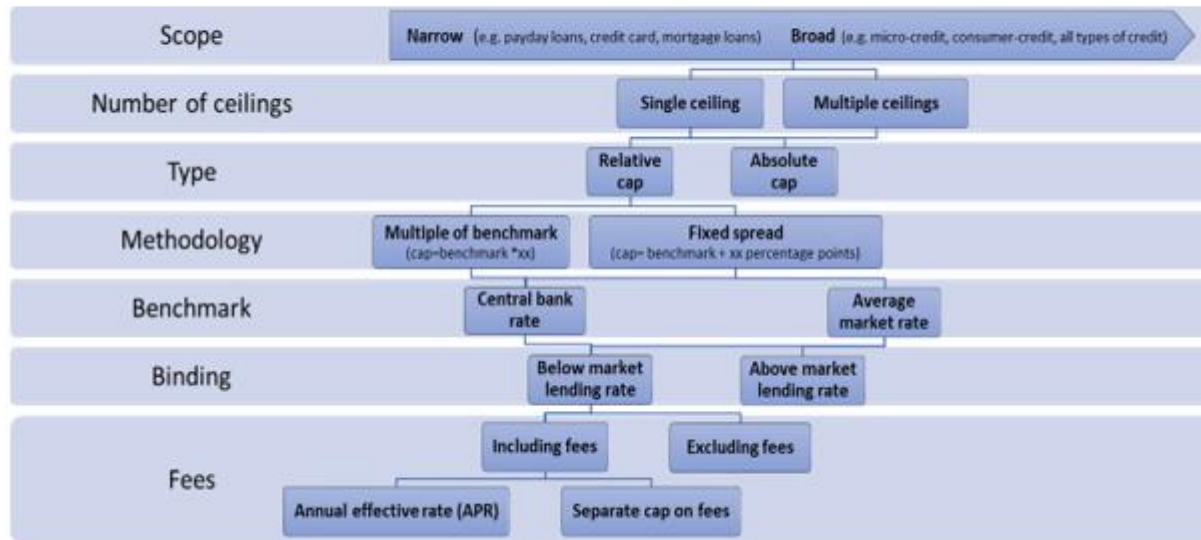 Scope
Narrow (e.g. payday loans, credit card, mortgage loans) Broad (e.g. micro-credit, consumer-credit, all types of credit)
Number of ceilings
Single ceiling
Multiple ceilings
Type
Relative
cap
Absolute
cap
Methodology
Multiple of benchmark
(cap=benchmark *xx)
Fixed spread
(cap= benchmark + xx percentage points)
Benchmark
Central bank
rate
Average
market rate
Binding
Below market
lending rate
Above market
lending rate
Fees
Including fees
Excluding fees
Annual effective rate (APR)
Separate cap on fees